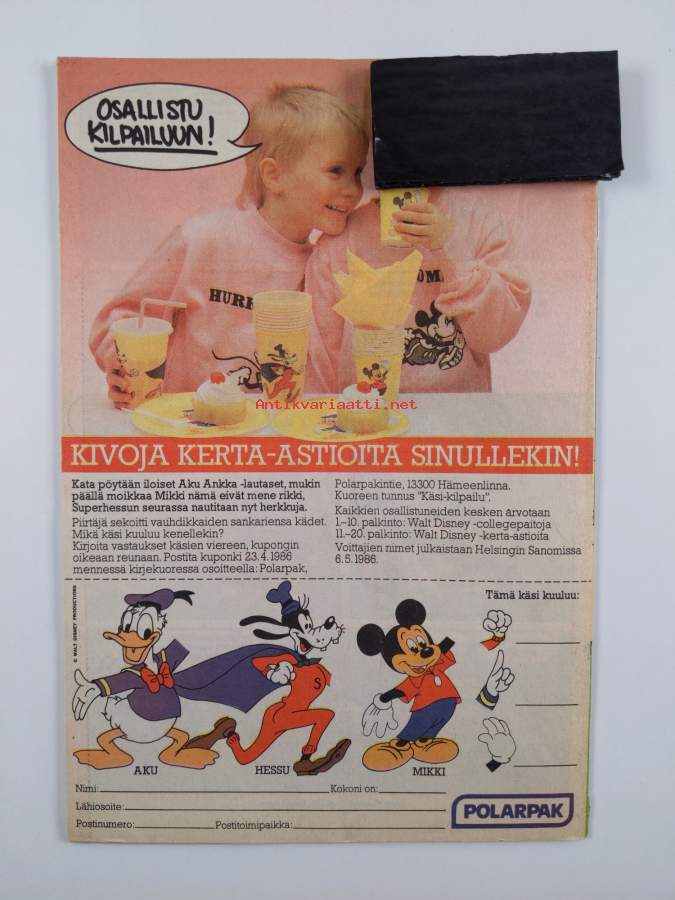 OSALLISTU
KILPAILUUN!
HURR
OM
Antikvariaatti.net
KIVOJA KERTA-ASTIOITA SINULLEKIN!
Kata pöytään iloiset Aku Ankka -lautaset, mukin
päällä moikkaa Mikki nämä eivät mene rikki,
Superhessun seurassa nautitaan nyt herkkuja.
Piirtäjä sekoitti vauhdikkaiden sankariensa kädet.
Mikä käsi kuuluu kenellekin?
Kirjoita vastaukset käsien viereen, kupongin
oikeaan reunaan. Postita kuponki 23.4.1986
mennessä kirjekuoressa osoitteella: Polarpak,
Polarpakintie, 13300 Hämeenlinna.
Kuoreen tunnus "Käsi-kilpailu".
Kaikkien osallistuneiden kesken arvotaan
1.–10. palkinto: Walt Disney -collegepaitoja
11.–20. palkinto: Walt Disney -kerta-astioita
Voittajien nimet julkaistaan Helsingin Sanomissa
6.5.1986.
© WALT DISNEY PRODUCTIONS
Tämä käsi kuuluu:
S
AKU
HESSU
MIKKI
Nimi: Kokoni on:
Lähiosoite:
Postinumero: Postitoimipaikka:
POLARPAK